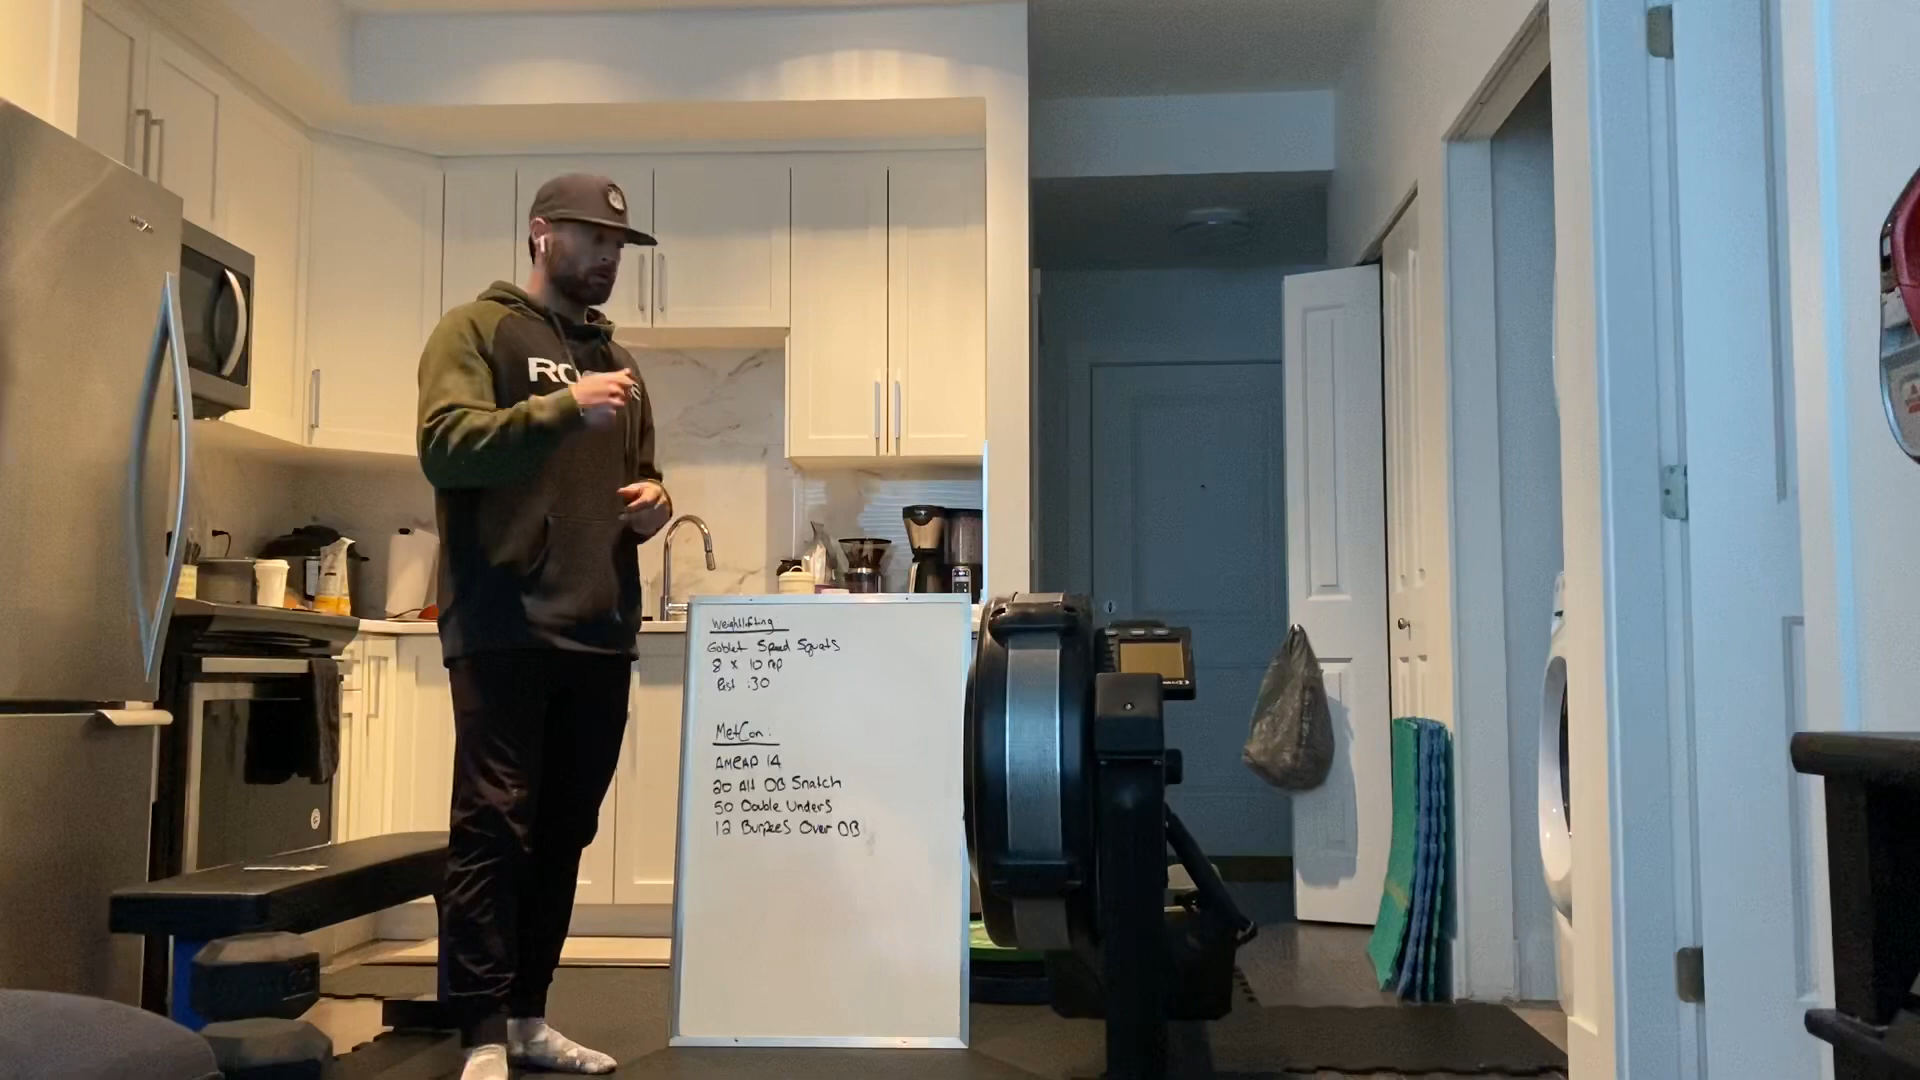 Weightlifting
Goblet Speed Squats
8 x 10 rep
Rest :30
MetCon.
AMRAP 14
20 Alt DB Snatch
50 Double Unders
12 Burpees Over DB